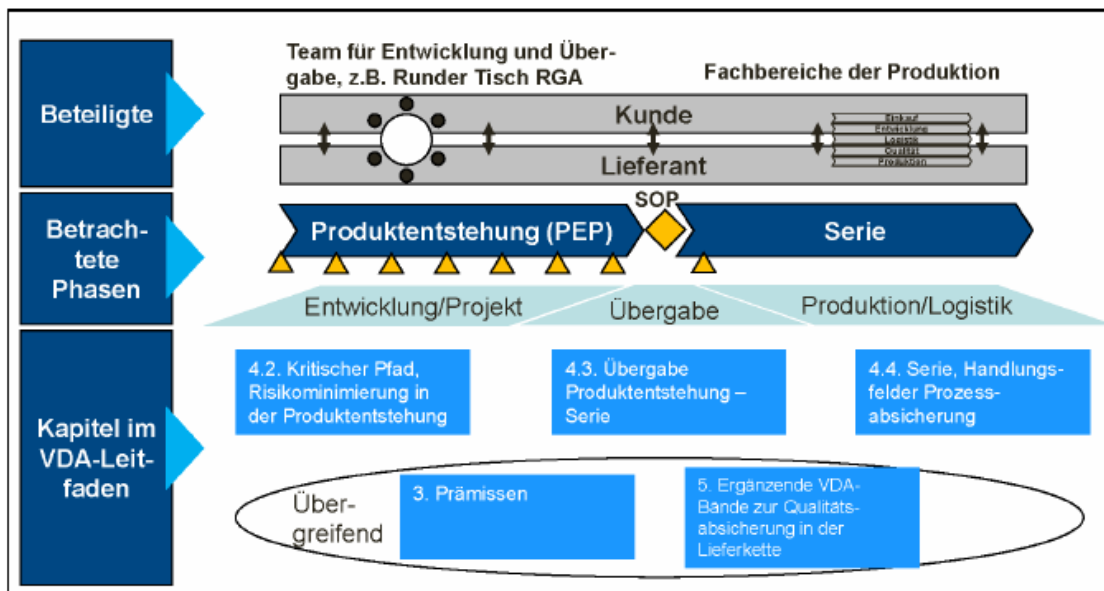 Beteiligte
Team für Entwicklung und Über-
gabe, z.B. Runder Tisch RGA
Fachbereiche der Produktion
Kunde
Lieferant
Einkauf
Entwicklung
Logistik
Qualität
Produktion
Betrach-
tete
Phasen
SOP
Produktentstehung (PEP)
Serie
Entwicklung/Projekt
Übergabe
Produktion/Logistik
Kapitel im
VDA-Leit-
faden
4.2. Kritischer Pfad,
Risikominimierung in
der Produktentstehung
4.3. Übergabe
Produktentstehung –
Serie
4.4. Serie, Handlungs-
felder Prozess-
absicherung
Über-
greifend
3. Prämissen
5. Ergänzende VDA-
Bände zur Qualitäts-
absicherung in der
Lieferkette